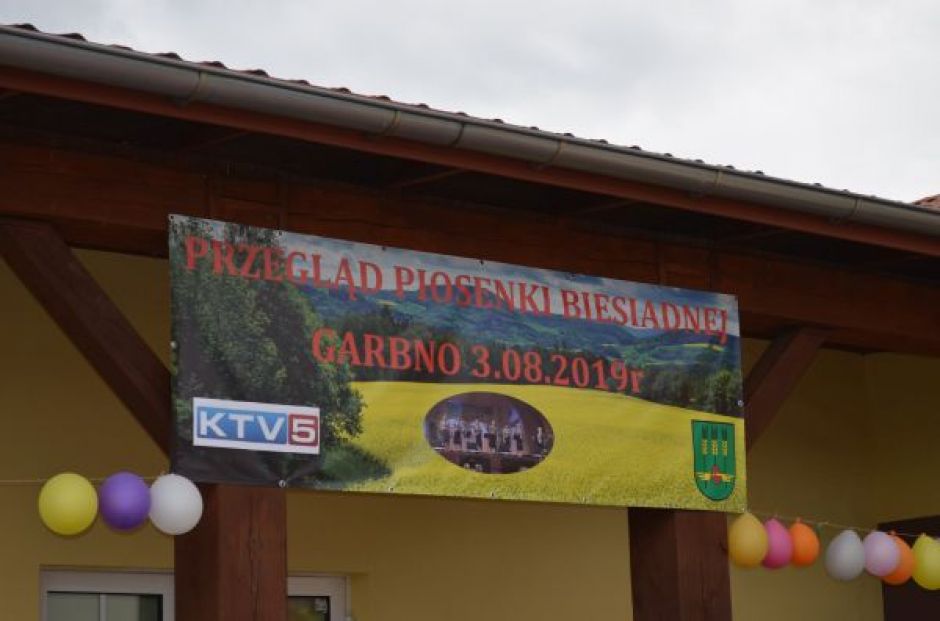 PRZEGLĄD PIOSENKI BIESIADNEJ
GARBNO 3.08.2019r
KTV5